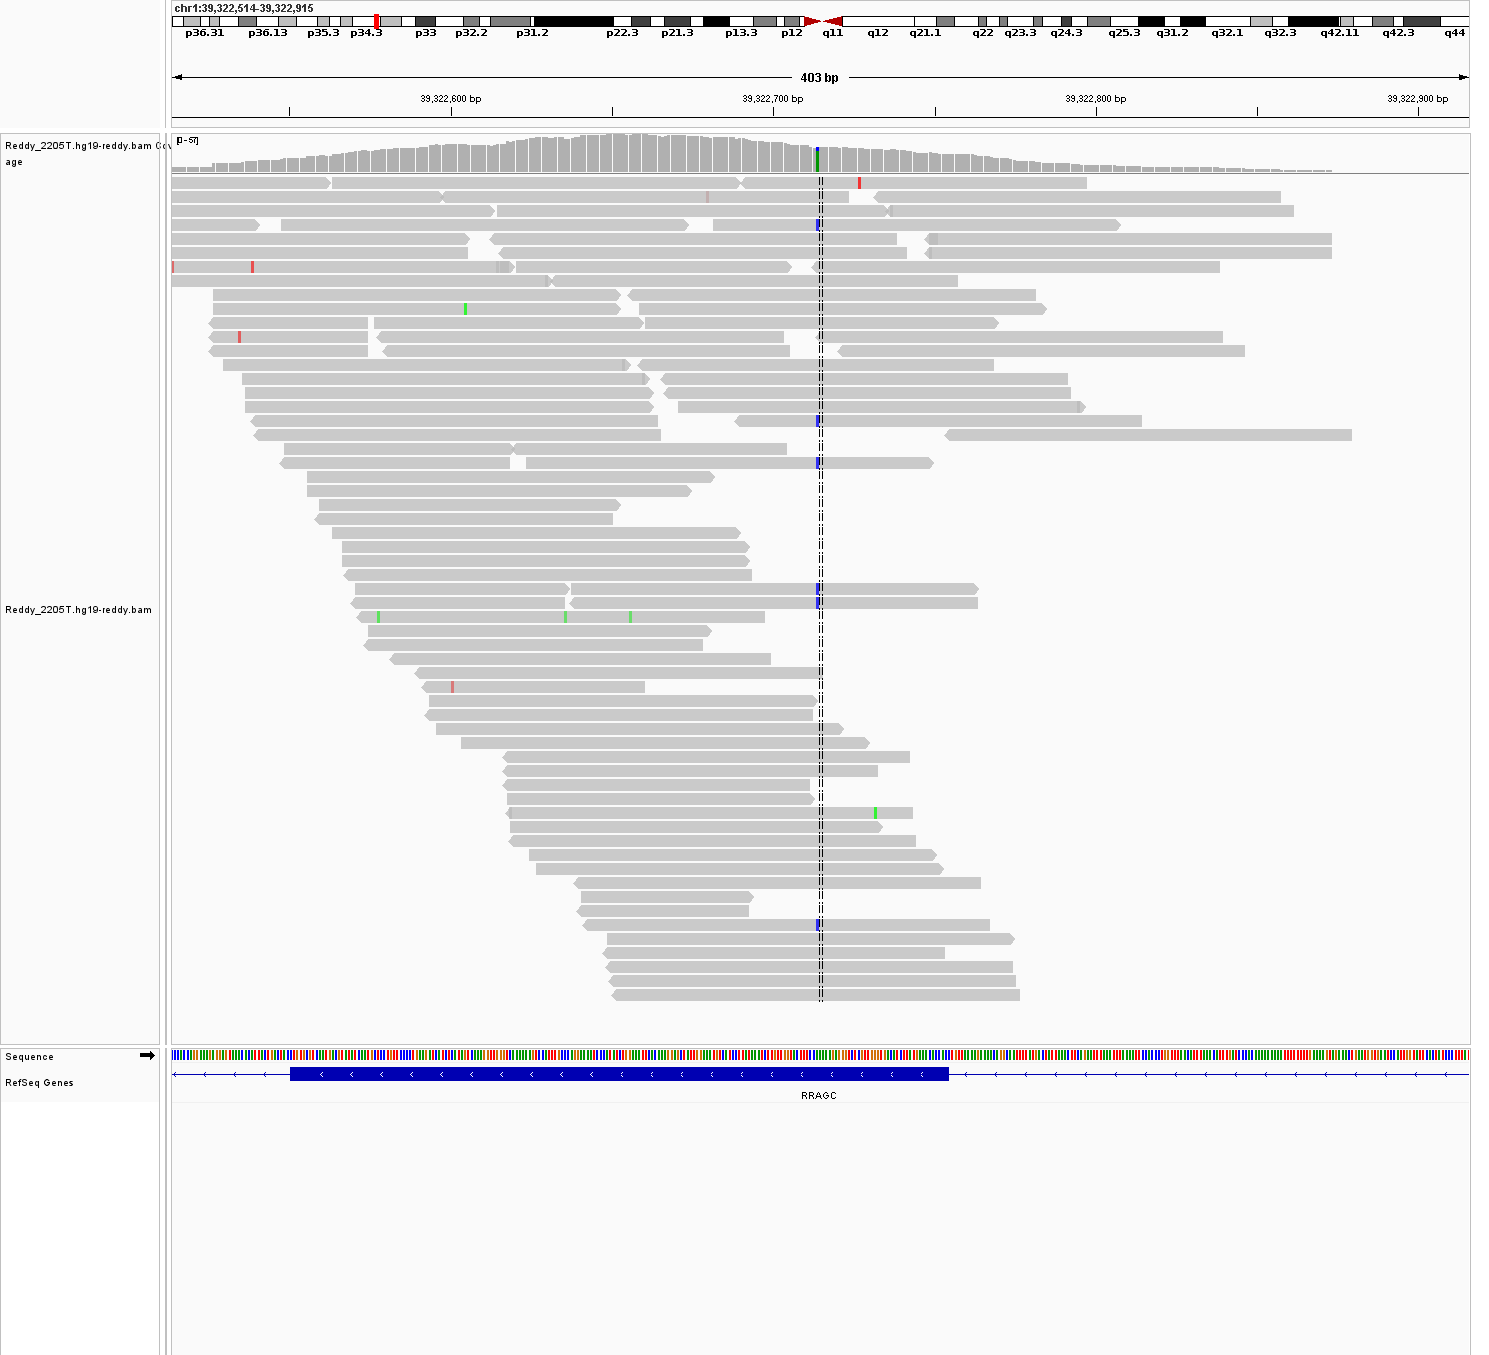 chr1:39,322,514-39,322,915
p36.31 p36.13 p35.3 p34.3 p33 p32.2 p31.2 p22.3 p21.3 p13.3 p12 q11 q12 q21.1 q22 q23.3 q24.3 q25.3 q31.2 q32.1 q32.3 q42.11 q42.3 q44
403 bp
39,322,600 bp 39,322,700 bp 39,322,800 bp 39,322,900 bp
[0-57]
Reddy_2205T.hg19-reddy.bam Cov
age
Reddy_2205T.hg19-reddy.bam
Sequence
RefSeq Genes
RRAGC